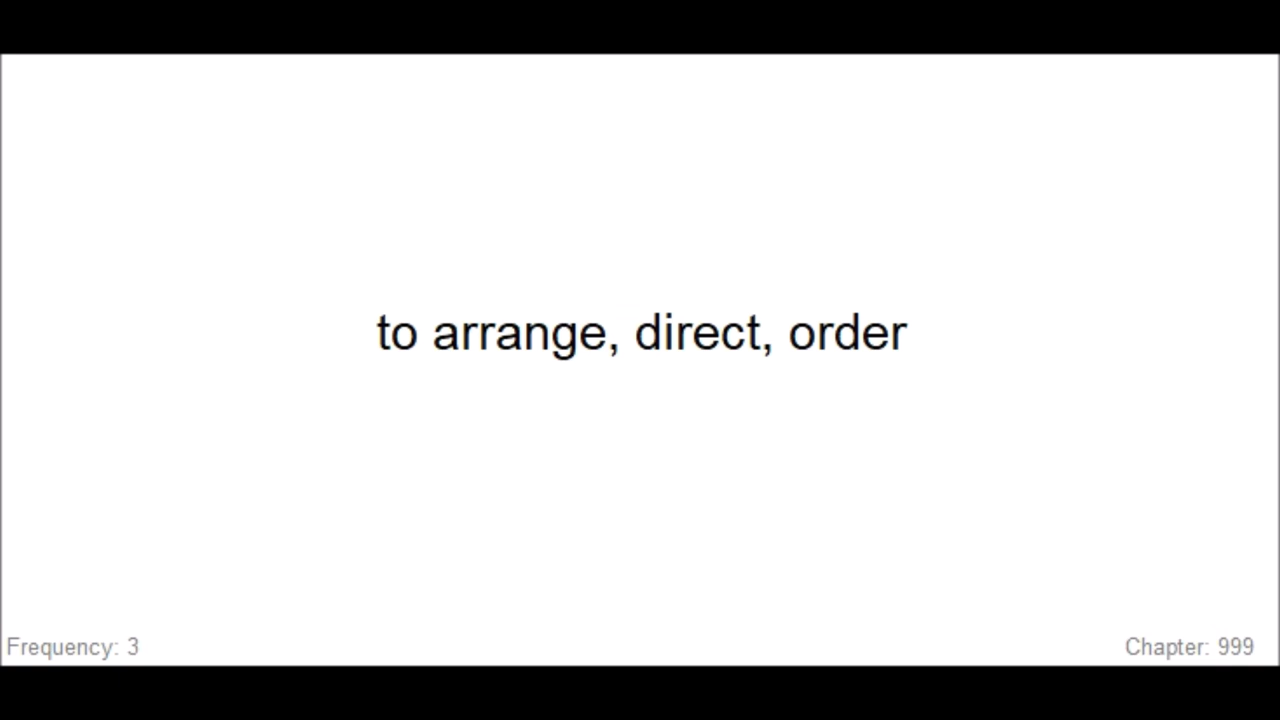 to arrange, direct, order
Frequency: 3
Chapter: 999